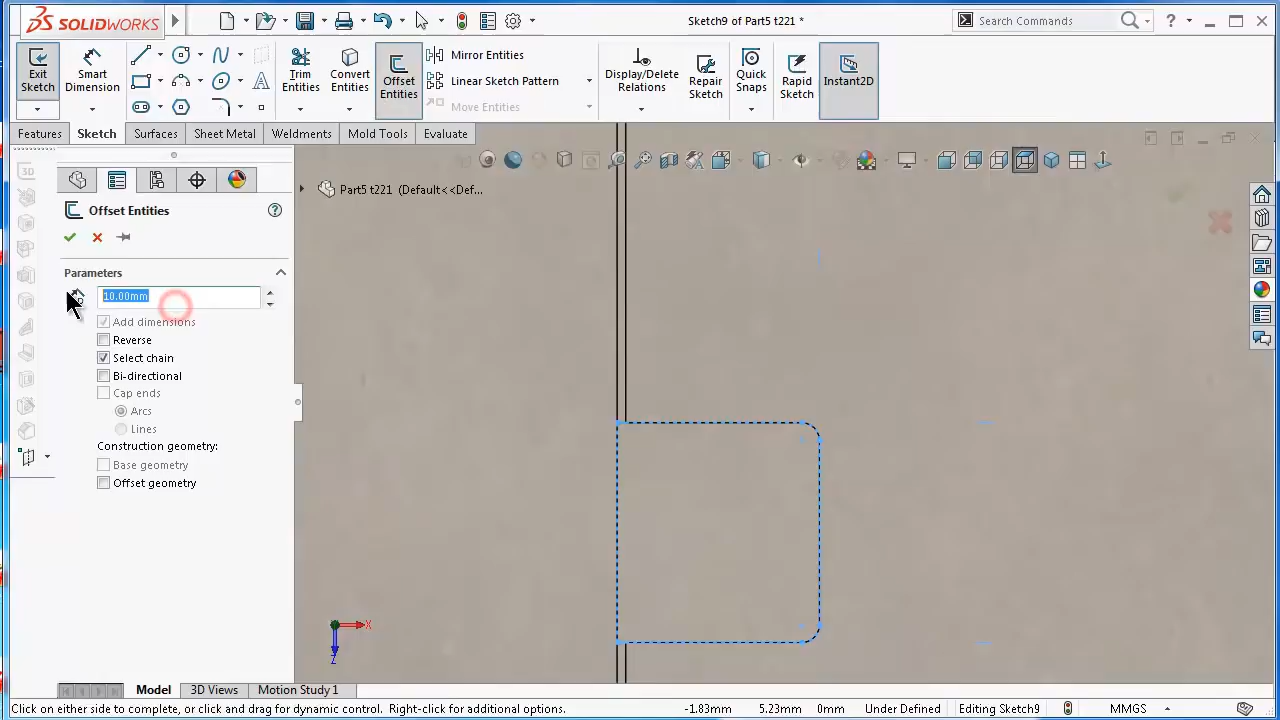 SOLIDWORKS
Sketch9 of Part5 t221 *
Search Commands
Exit Sketch
Smart Dimension
Trim Entities
Convert Entities
Offset Entities
Mirror Entities
Linear Sketch Pattern
Move Entities
Display/Delete Relations
Repair Sketch
Quick Snaps
Rapid Sketch
Instant2D
Features
Sketch
Surfaces
Sheet Metal
Weldments
Mold Tools
Evaluate
Part5 t221 (Default<<Def...
Offset Entities
Parameters
10.00mm
Add dimensions
Reverse
Select chain
Bi-directional
Cap ends
Arcs
Lines
Construction geometry:
Base geometry
Offset geometry
X
Z
Model
3D Views
Motion Study 1
Click on either side to complete, or click and drag for dynamic control. Right-click for additional options.
-1.83mm
5.23mm
0mm
Under Defined
Editing Sketch9
MMGS